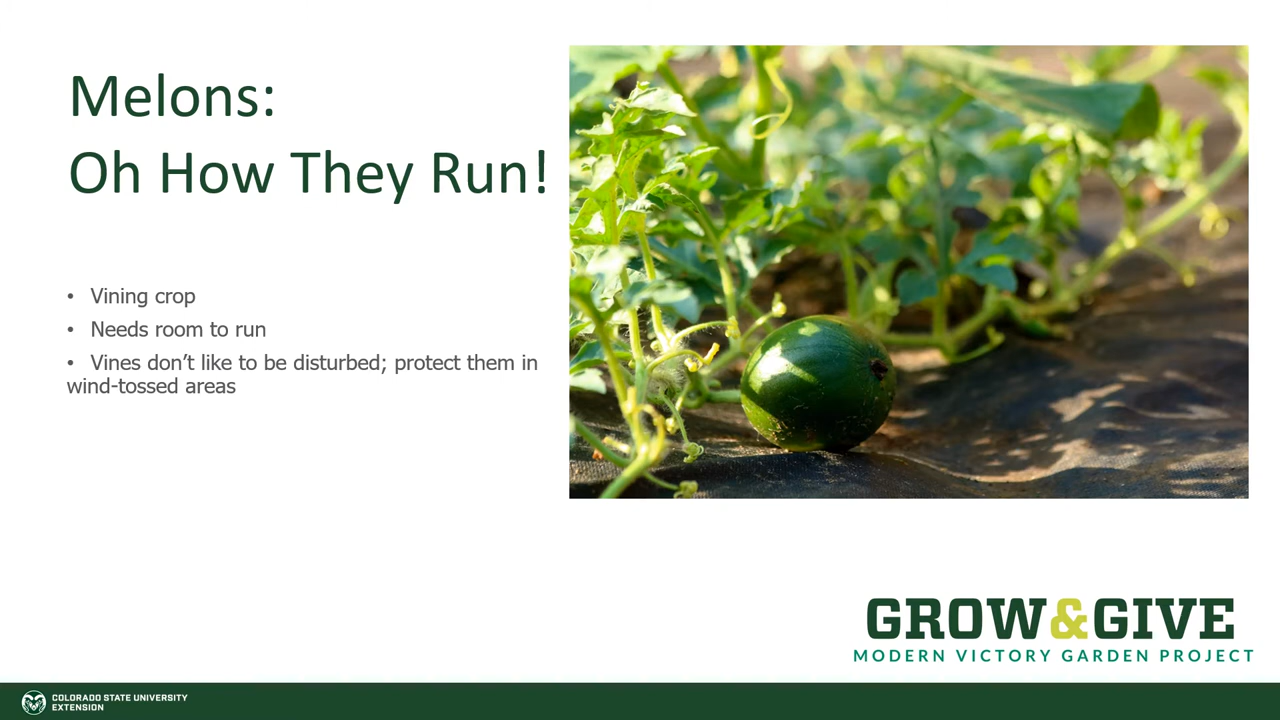 Melons:
Oh How They Run!
• Vining crop
• Needs room to run
• Vines don’t like to be disturbed; protect them in
wind-tossed areas
GROW&GIVE
MODERN VICTORY GARDEN PROJECT
COLORADO STATE UNIVERSITY
EXTENSION